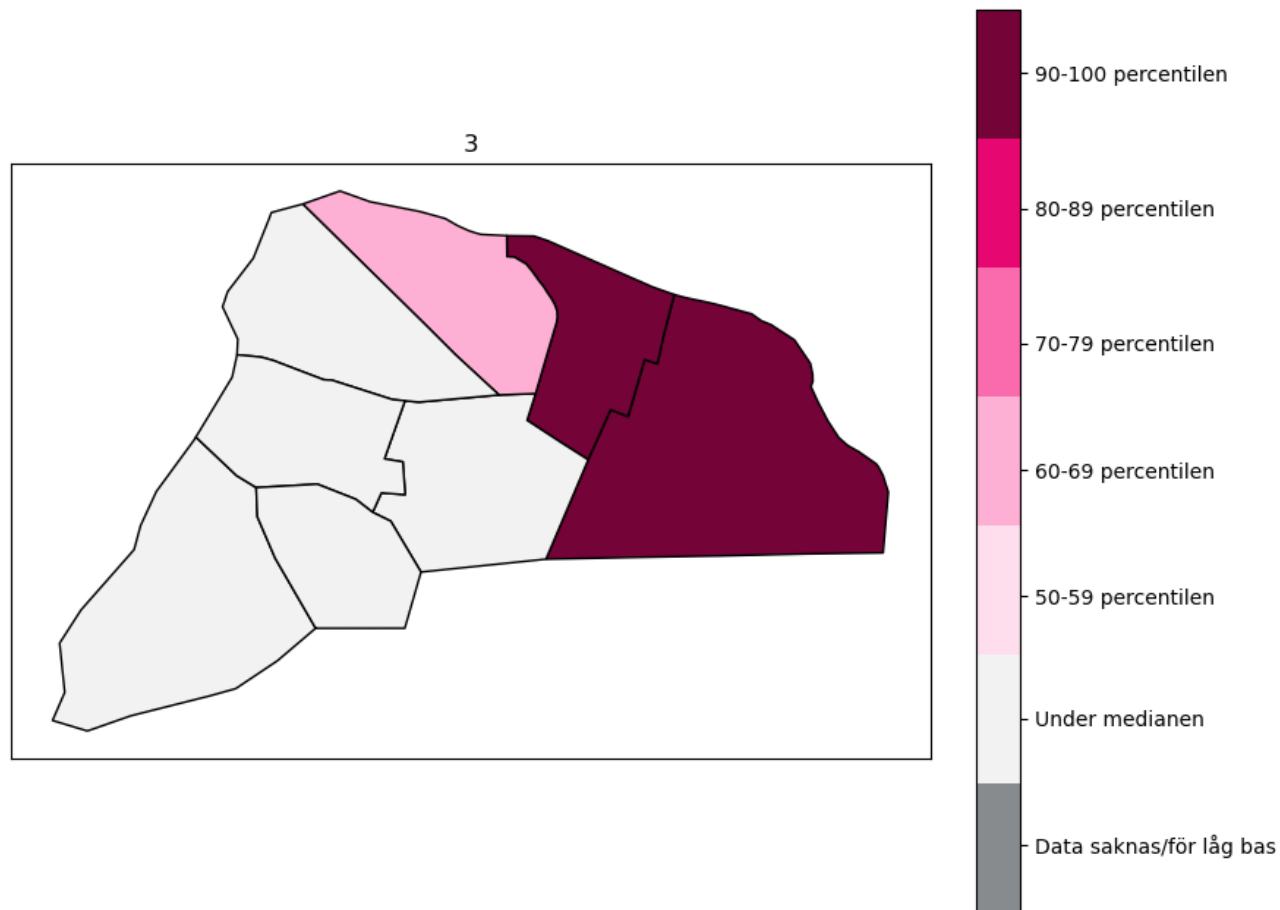 3
90-100 percentilen
80-89 percentilen
70-79 percentilen
60-69 percentilen
50-59 percentilen
Under medianen
Data saknas/för låg bas